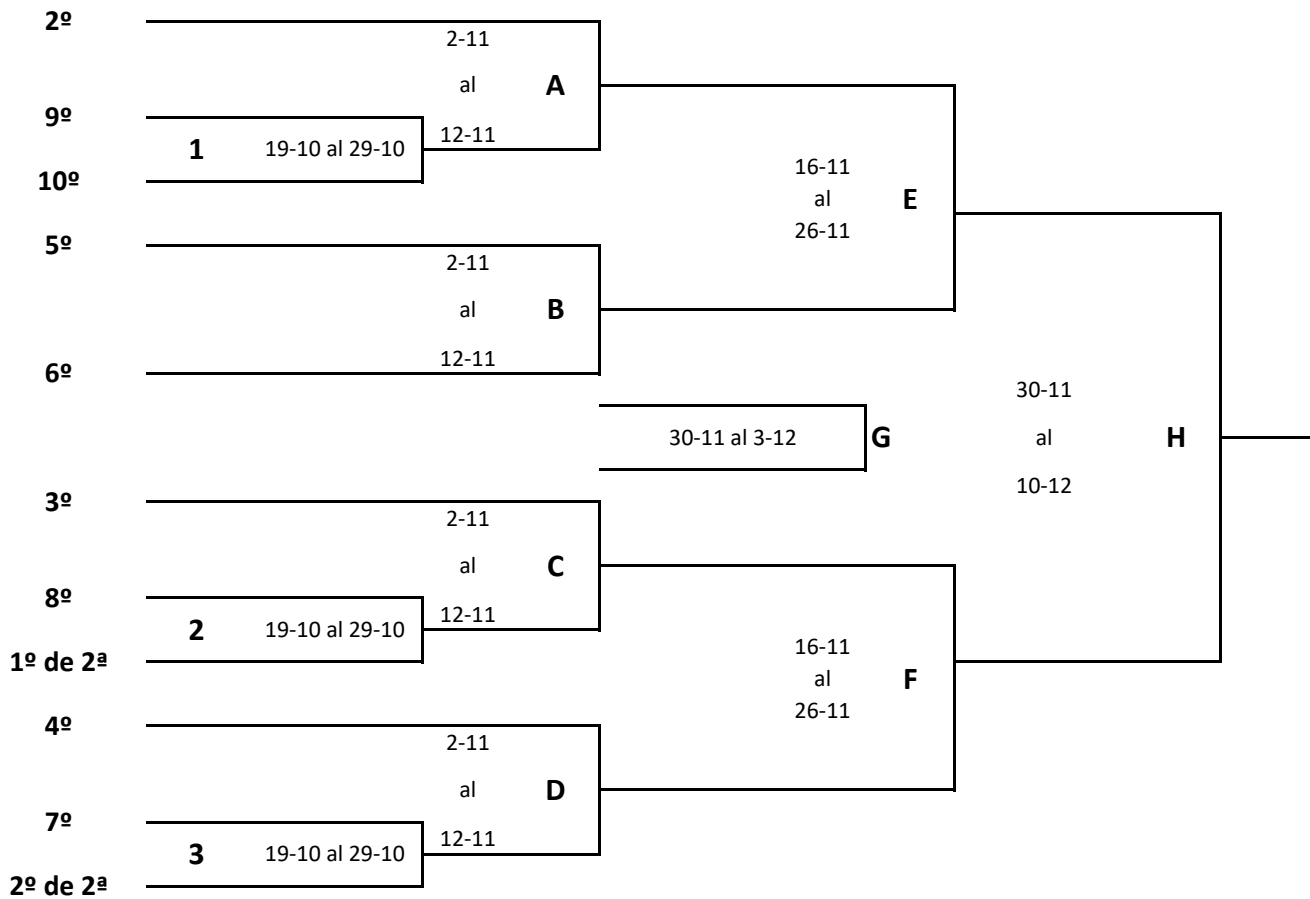 2º
2-11
al A
9º
12-11
1 19-10 al 29-10
10º
16-11
al E
26-11
5º
2-11
al B
12-11
6º
30-11
30-11 al 3-12 G
al H
10-12
3º
2-11
al C
8º
12-11
2 19-10 al 29-10
1º de 2ª
16-11
al F
26-11
4º
2-11
al D
7º
12-11
3 19-10 al 29-10
2º de 2ª